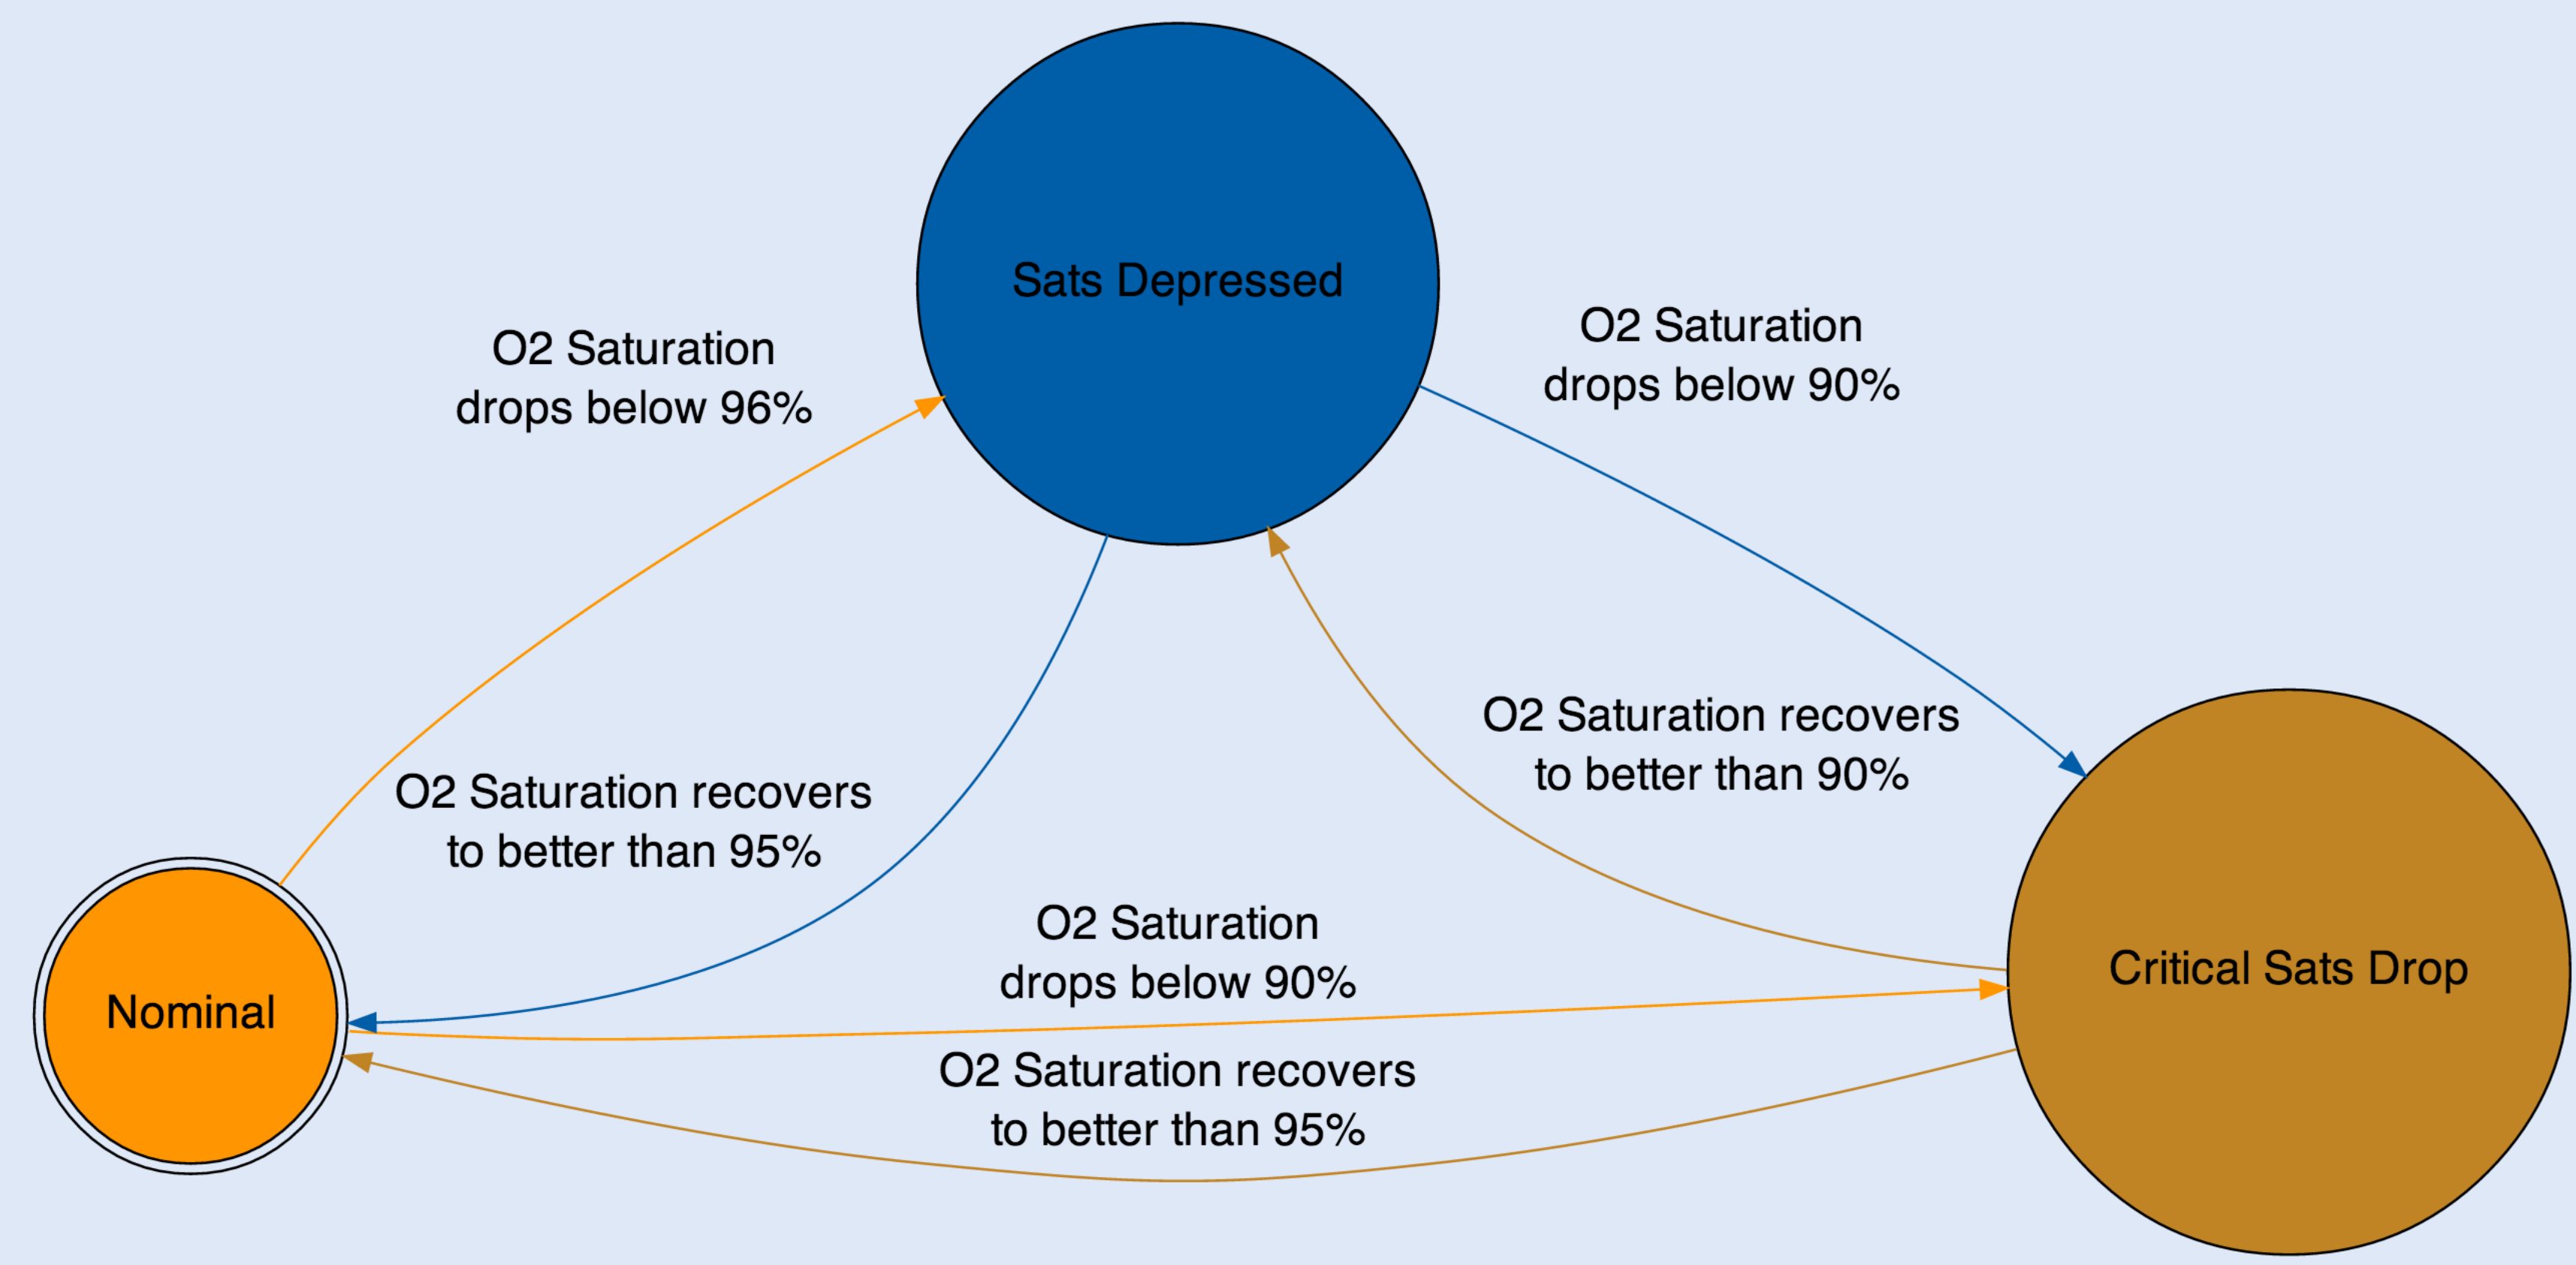 Sats Depressed
O2 Saturation
drops below 96%
O2 Saturation
drops below 90%
O2 Saturation recovers
to better than 90%
O2 Saturation recovers
to better than 95%
O2 Saturation
drops below 90%
Nominal
Critical Sats Drop
O2 Saturation recovers
to better than 95%